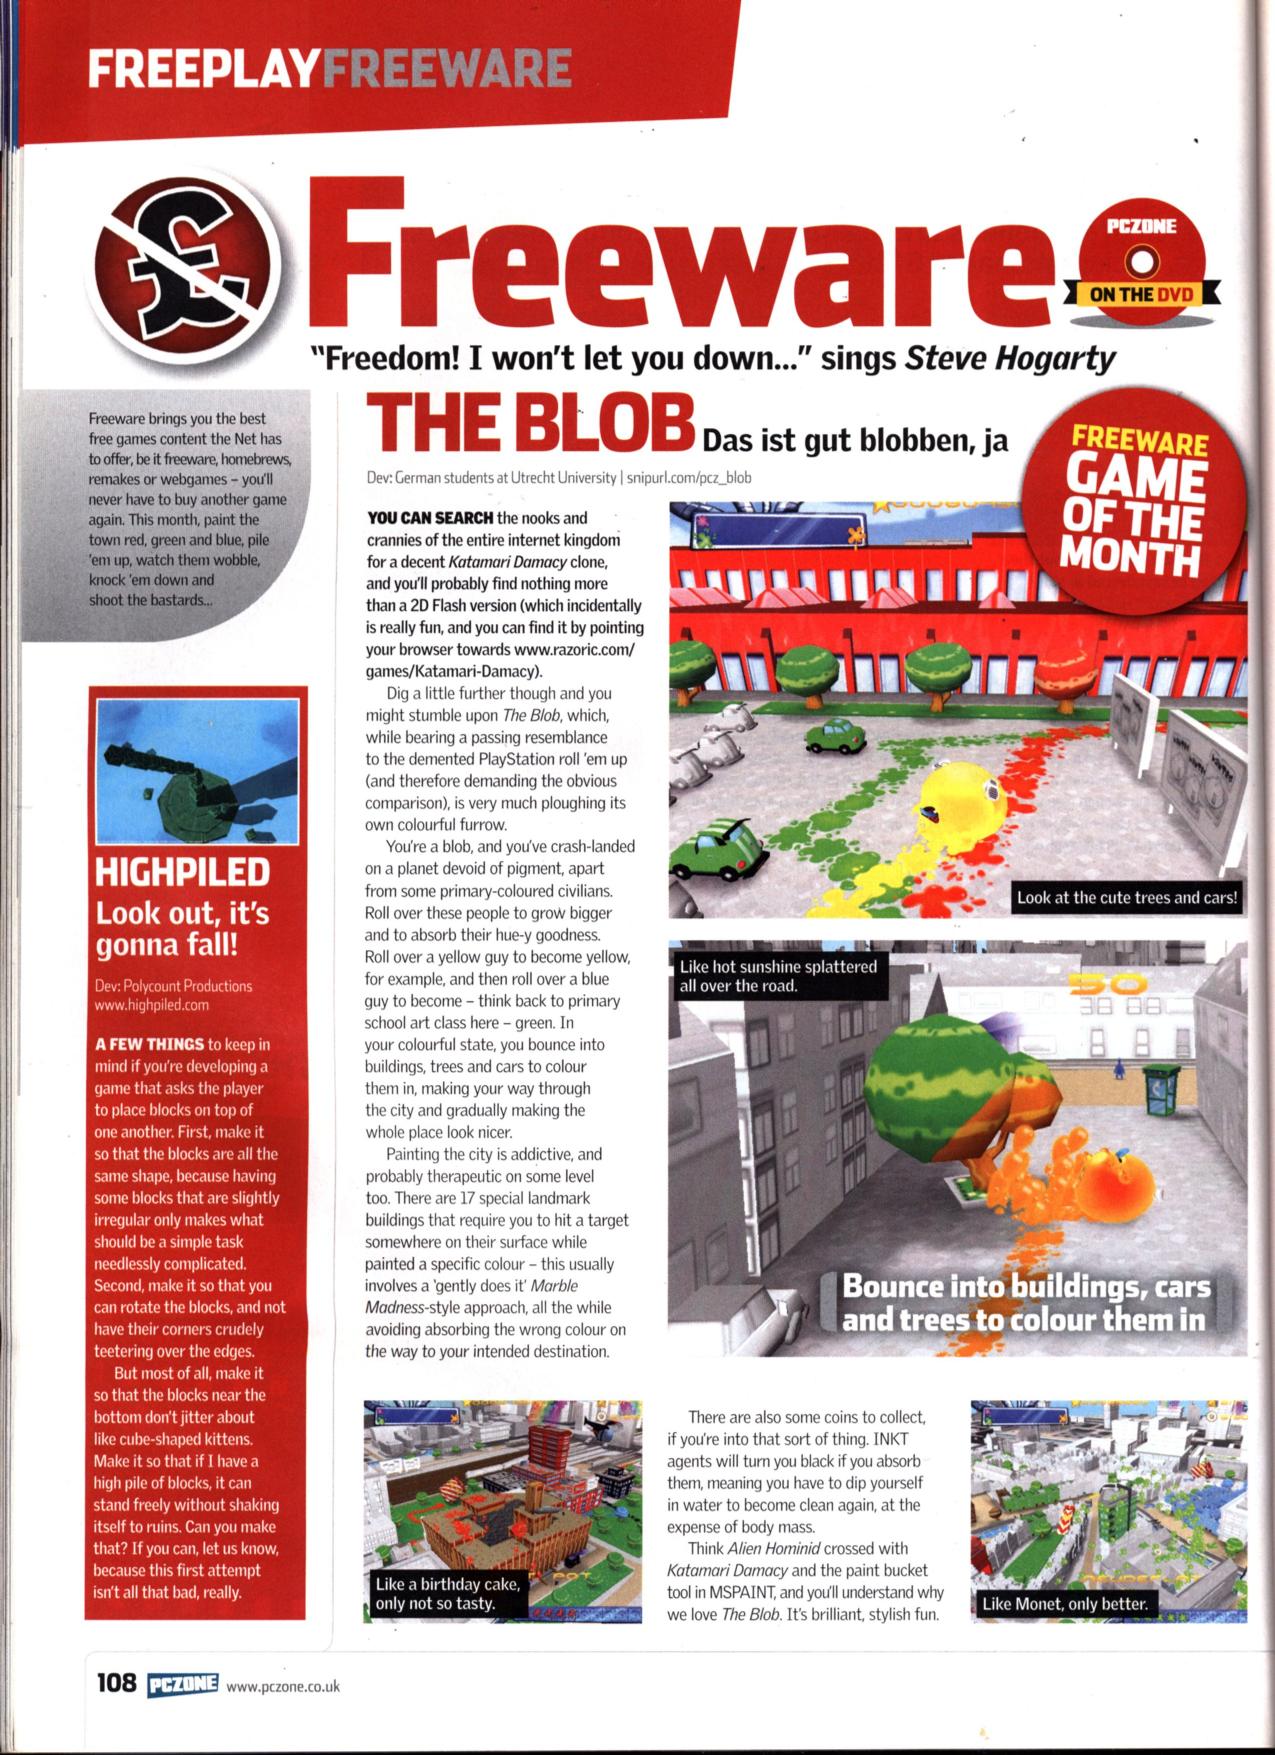 FREEPLAYFREEWARE
£
Freeware
PCZONE
ON THE DVD
"Freedom! I won't let you down..." sings Steve Hogarty
Freeware brings you the best
free games content the Net has
to offer, be it freeware, homebrews,
remakes or webgames – you'll
never have to buy another game
again. This month, paint the
town red, green and blue, pile
'em up, watch them wobble,
knock 'em down and
shoot the bastards...
HIGHPILED
Look out, it's
gonna fall!
Dev: Polycount Productions
www.highpiled.com
A FEW THINGS to keep in
mind if you're developing a
game that asks the player
to place blocks on top of
one another. First, make it
so that the blocks are all the
same shape, because having
some blocks that are slightly
irregular only makes what
should be a simple task
needlessly complicated.
Second, make it so that you
can rotate the blocks, and not
have their corners crudely
teetering over the edges.
But most of all, make it
so that the blocks near the
bottom don't jitter about
like cube-shaped kittens.
Make it so that if I have a
high pile of blocks, it can
stand freely without shaking
itself to ruins. Can you make
that? If you can, let us know,
because this first attempt
isn't all that bad, really.
THE BLOB Das ist gut blobben, ja
Dev: German students at Utrecht University | snipurl.com/pcz_blob
FREEWARE
GAME
OF THE
MONTH
YOU CAN SEARCH the nooks and
crannies of the entire internet kingdom
for a decent Katamari Damacy clone,
and you'll probably find nothing more
than a 2D Flash version (which incidentally
is really fun, and you can find it by pointing
your browser towards www.razoric.com/
games/Katamari-Damacy).
Dig a little further though and you
might stumble upon The Blob, which,
while bearing a passing resemblance
to the demented PlayStation roll 'em up
(and therefore demanding the obvious
comparison), is very much ploughing its
own colourful furrow.
You're a blob, and you've crash-landed
on a planet devoid of pigment, apart
from some primary-coloured civilians.
Roll over these people to grow bigger
and to absorb their hue-y goodness.
Roll over a yellow guy to become yellow,
for example, and then roll over a blue
guy to become – think back to primary
school art class here – green. In
your colourful state, you bounce into
buildings, trees and cars to colour
them in, making your way through
the city and gradually making the
whole place look nicer.
Painting the city is addictive, and
probably therapeutic on some level
too. There are 17 special landmark
buildings that require you to hit a target
somewhere on their surface while
painted a specific colour – this usually
involves a 'gently does it' Marble
Madness-style approach, all the while
avoiding absorbing the wrong colour on
the way to your intended destination.
Look at the cute trees and cars!
Like hot sunshine splattered
all over the road.
50
Bounce into buildings, cars
and trees to colour them in
Like a birthday cake,
only not so tasty.
There are also some coins to collect,
if you're into that sort of thing. INKT
agents will turn you black if you absorb
them, meaning you have to dip yourself
in water to become clean again, at the
expense of body mass.
Think Alien Hominid crossed with
Katamari Damacy and the paint bucket
tool in MSPAINT, and you'll understand why
we love The Blob. It's brilliant, stylish fun.
Like Monet, only better.
108 PCZONE www.pczone.co.uk